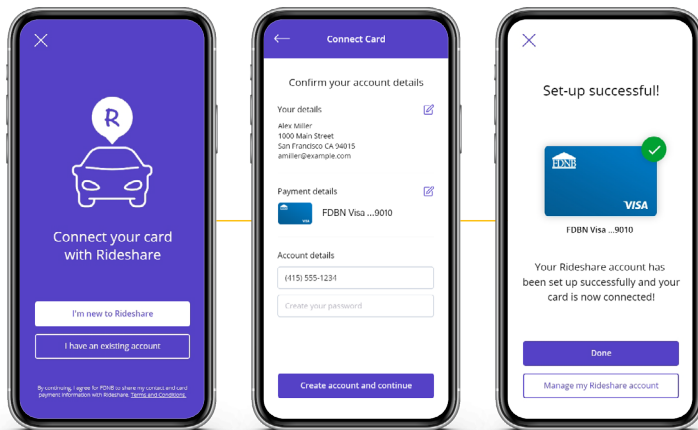 R
Connect your card
with Rideshare
I'm new to Rideshare
I have an existing account
By continuing, I agree for FDNB to share my contact and card
payment information with Rideshare. Terms and Conditions.
Connect Card
Confirm your account details
Your details
Alex Miller
1000 Main Street
San Francisco CA 94015
amiller@example.com
Payment details
FDBN Visa ...9010
Account details
(415) 555-1234
Create your password
Create account and continue
Set-up successful!
FDNB
VISA
FDBN Visa ...9010
Your Rideshare account has
been set up successfully and your
card is now connected!
Done
Manage my Rideshare account